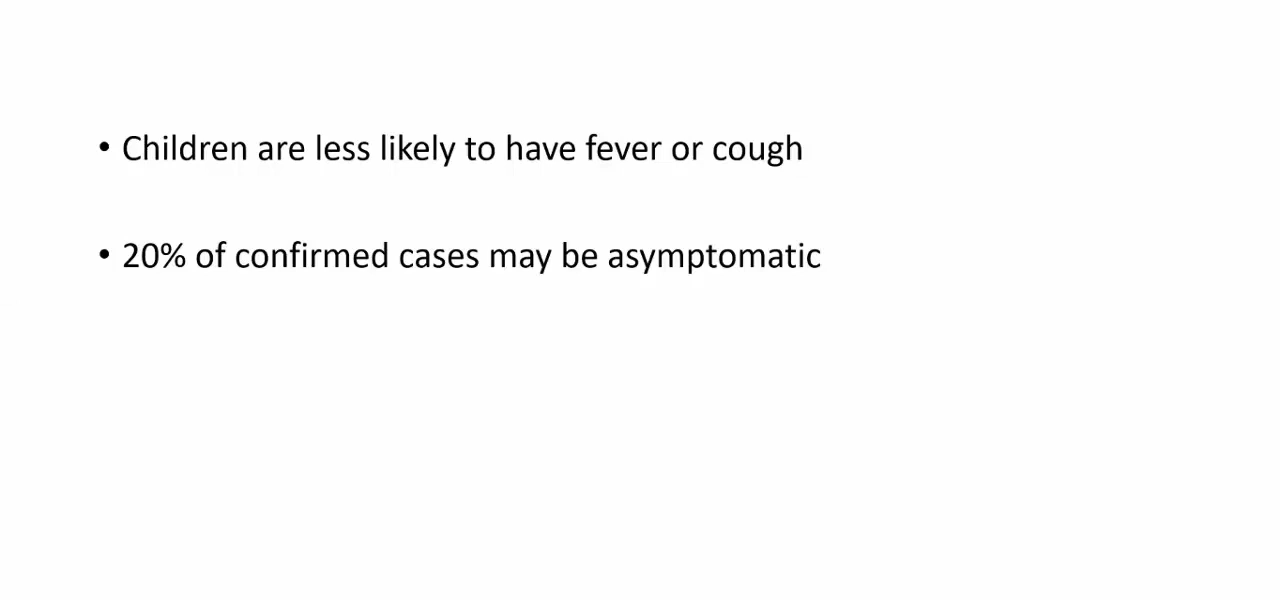 • Children are less likely to have fever or cough
• 20% of confirmed cases may be asymptomatic